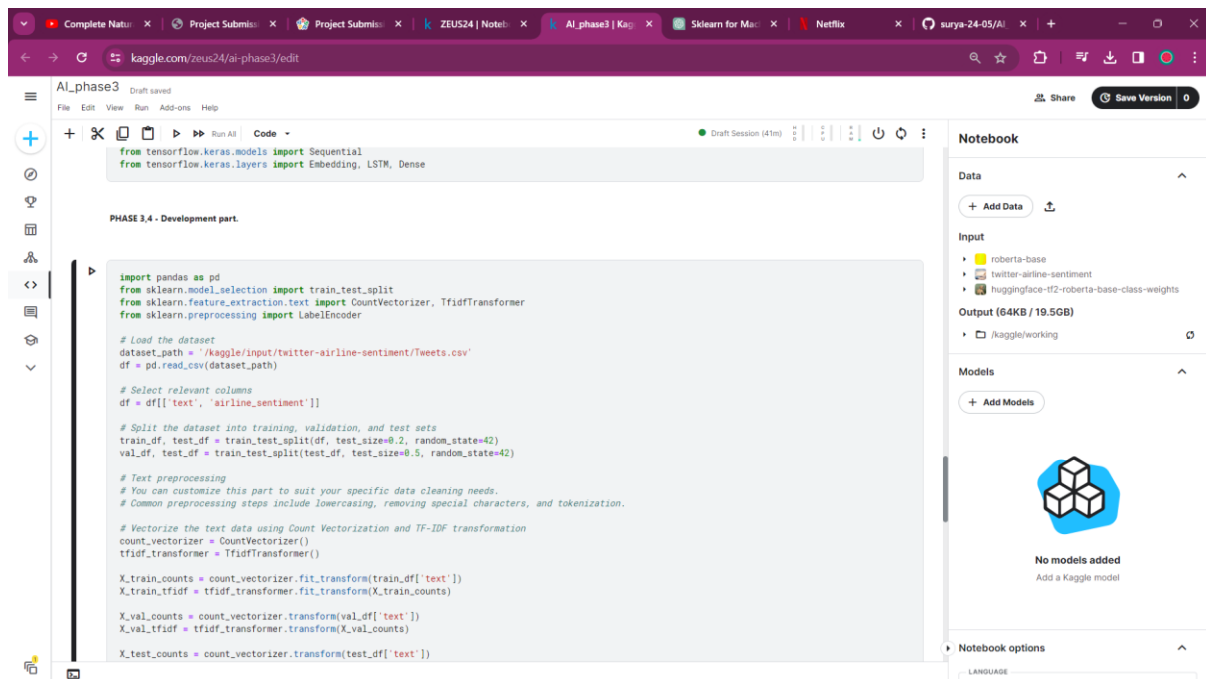 Complete Natur
Project Submiss
Project Submiss
ZEUS24 | Noteb
AI_phase3 | Kag
Sklearn for Mac
Netflix
surya-24-05/AI_
kaggle.com/zeus24/ai-phase3/edit
AI_phase3 Draft saved
File Edit View Run Add-ons Help
Share
Save Version 0
Run All Code
Draft Session (41m)
from tensorflow.keras.models import Sequential
from tensorflow.keras.layers import Embedding, LSTM, Dense
PHASE 3,4 - Development part.
import pandas as pd
from sklearn.model_selection import train_test_split
from sklearn.feature_extraction.text import CountVectorizer, TfidfTransformer
from sklearn.preprocessing import LabelEncoder
# Load the dataset
dataset_path = '/kaggle/input/twitter-airline-sentiment/Tweets.csv'
df = pd.read_csv(dataset_path)
# Select relevant columns
df = df[['text', 'airline_sentiment']]
# Split the dataset into training, validation, and test sets
train_df, test_df = train_test_split(df, test_size=0.2, random_state=42)
val_df, test_df = train_test_split(test_df, test_size=0.5, random_state=42)
# Text preprocessing
# You can customize this part to suit your specific data cleaning needs.
# Common preprocessing steps include lowercasing, removing special characters, and tokenization.
# Vectorize the text data using Count Vectorization and TF-IDF transformation
count_vectorizer = CountVectorizer()
tfidf_transformer = TfidfTransformer()
X_train_counts = count_vectorizer.fit_transform(train_df['text'])
X_train_tfidf = tfidf_transformer.fit_transform(X_train_counts)
X_val_counts = count_vectorizer.transform(val_df['text'])
X_val_tfidf = tfidf_transformer.transform(X_val_counts)
X_test_counts = count_vectorizer.transform(test_df['text'])
Notebook
Data
+ Add Data
Input
roberta-base
twitter-airline-sentiment
huggingface-tf2-roberta-base-class-weights
Output (64KB / 19.5GB)
/kaggle/working
Models
+ Add Models
No models added
Add a Kaggle model
Notebook options
LANGUAGE